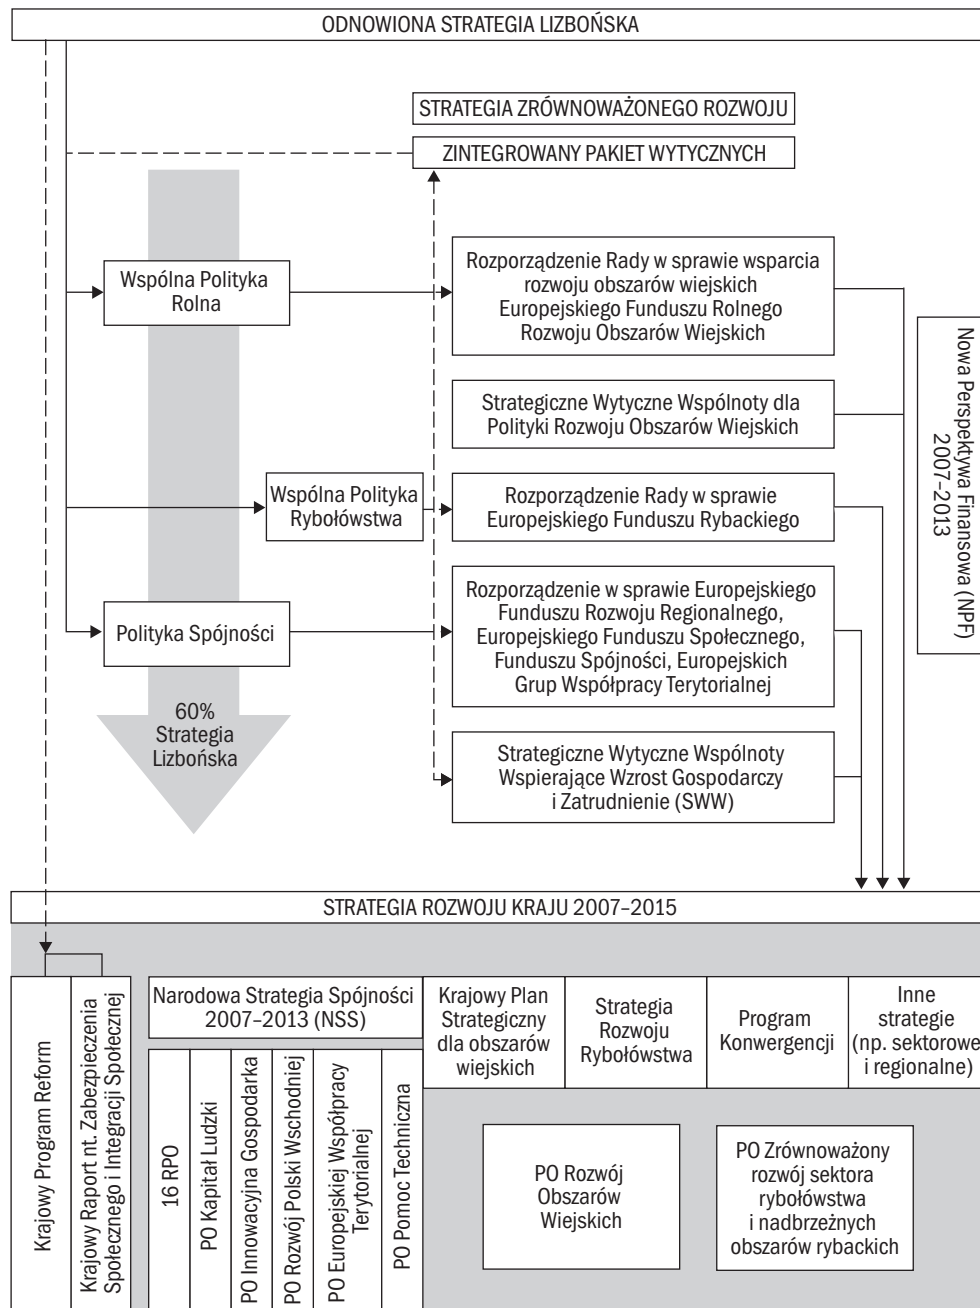 ODNOWIONA STRATEGIA LIZBOŃSKA
STRATEGIA ZRÓWNOWAŻONEGO ROZWOJU
ZINTEGROWANY PAKIET WYTYCZNYCH
Wspólna Polityka
Rolna
Rozporządzenie Rady w sprawie wsparcia
rozwoju obszarów wiejskich
Europejskiego Funduszu Rolnego
Rozwoju Obszarów Wiejskich
Strategiczne Wytyczne Wspólnoty dla
Polityki Rozwoju Obszarów Wiejskich
Wspólna Polityka
Rybołówstwa
Rozporządzenie Rady w sprawie
Europejskiego Funduszu Rybackiego
Polityka Spójności
Rozporządzenie w sprawie Europejskiego
Funduszu Rozwoju Regionalnego,
Europejskiego Funduszu Społecznego,
Funduszu Spójności, Europejskich
Grup Współpracy Terytorialnej
60%
Strategia
Lizbońska
Strategiczne Wytyczne Wspólnoty
Wspierające Wzrost Gospodarczy
i Zatrudnienie (SWW)
Nowa Perspektywa Finansowa (NPF)
2007–2013
STRATEGIA ROZWOJU KRAJU 2007–2015
Krajowy Program Reform
Krajowy Raport nt. Zabezpieczenia
Społecznego i Integracji Społecznej
Narodowa Strategia Spójności
2007–2013 (NSS)
16 RPO
PO Kapitał Ludzki
PO Innowacyjna Gospodarka
PO Rozwój Polski Wschodniej
PO Europejskiej Współpracy
Terytorialnej
PO Pomoc Techniczna
Krajowy Plan
Strategiczny
dla obszarów
wiejskich
Strategia
Rozwoju
Rybołówstwa
Program
Konwergencji
Inne
strategie
(np. sektorowe
i regionalne)
PO Rozwój
Obszarów
Wiejskich
PO Zrównoważony
rozwój sektora
rybołówstwa
i nadbrzeżnych
obszarów rybackich